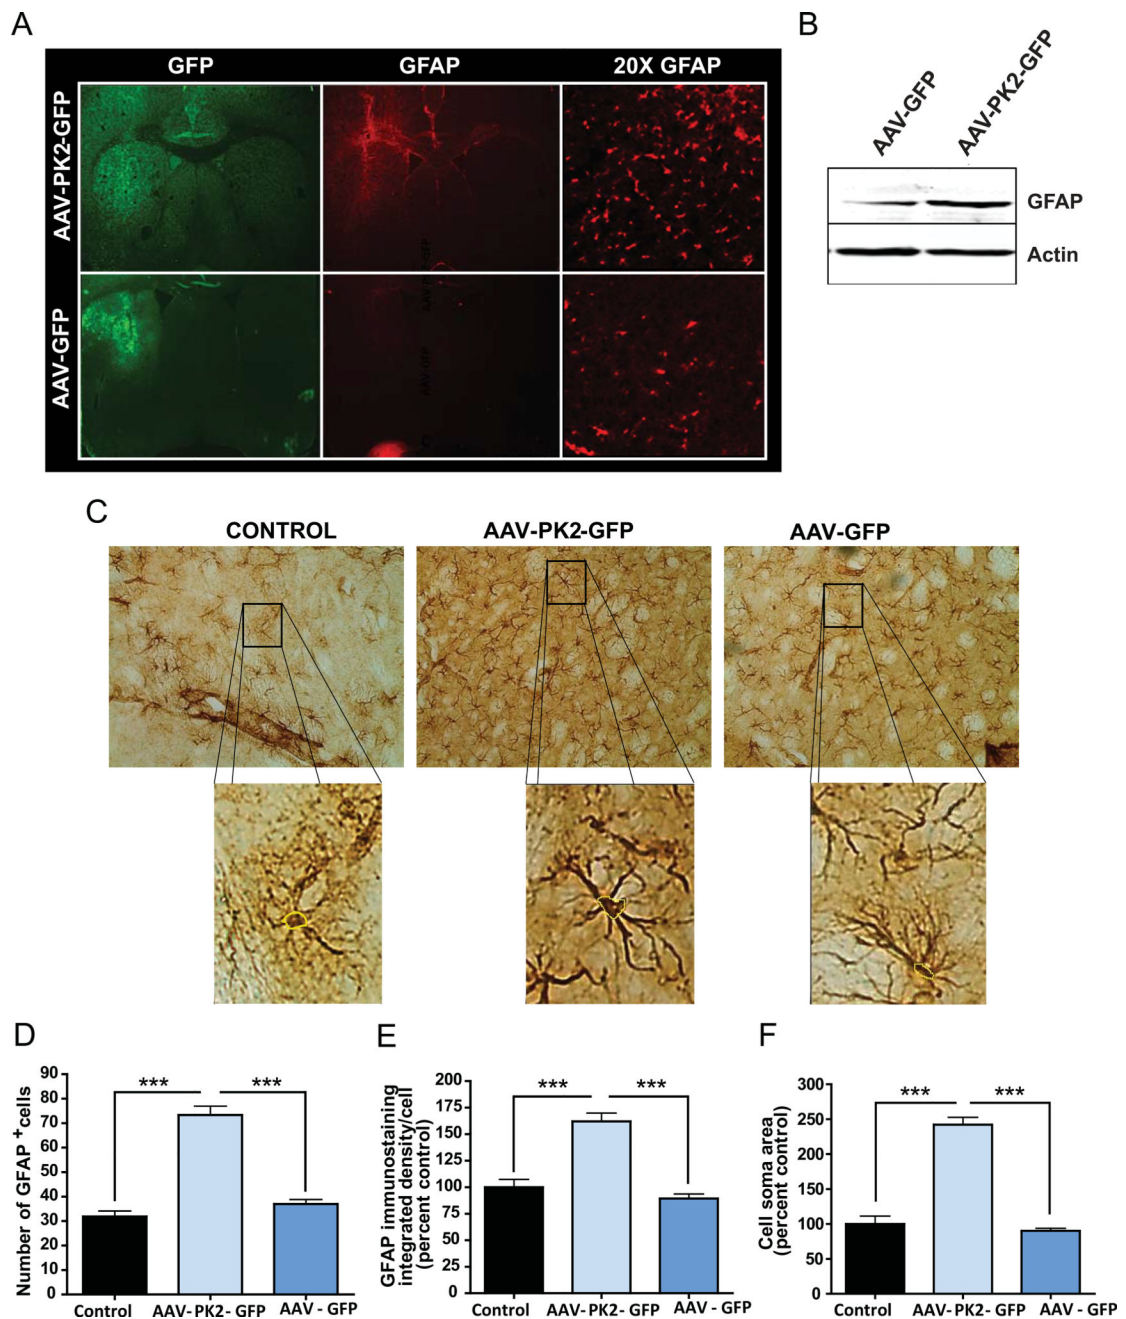 A
GFP GFAP 20X GFAP
AAV-PK2-GFP
AAV-GFP
AAV-GFP
B
AAV-GFP AAV-PK2-GFP
GFAP
Actin
C
CONTROL AAV-PK2-GFP AAV-GFP
D
Number of GFAP +cells
90
80
70
60
50
40
30
20
10
0
*** ***
Control AAV-PK2-GFP AAV - GFP
E
GFAP immunostaining
integrated density/cell
(percent control)
200
175
150
125
100
75
50
25
0
*** ***
Control AAV-PK2-GFP AAV - GFP
F
Cell soma area
(percent control)
300
250
200
150
100
50
0
*** ***
Control AAV-PK2-GFP AAV - GFP